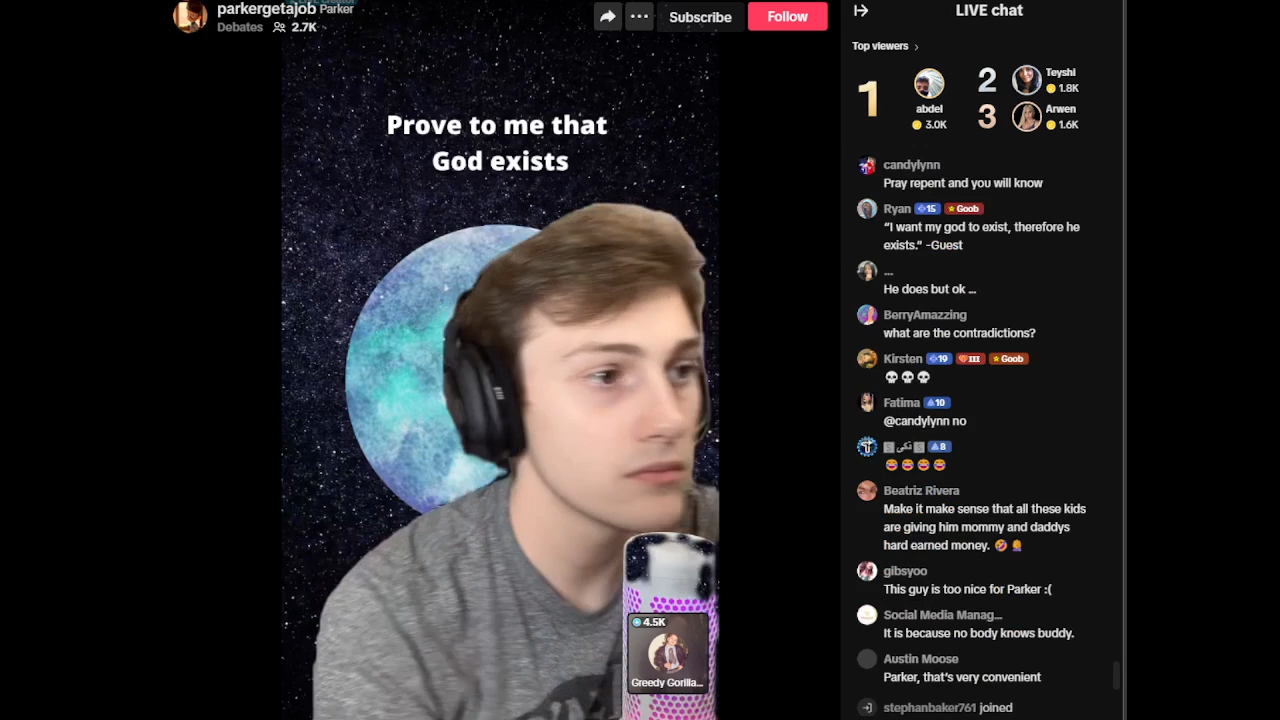 parkergetajob Parker
Debates 2.7K
Subscribe
Follow
Prove to me that
God exists
4.5K
Greedy Gorilla...
LIVE chat
Top viewers >
1
abdel
3.0K
2
Teyshi
1.8K
3
Arwen
1.6K
candylynn
Pray repent and you will know
Ryan 15 Goob
“I want my god to exist, therefore he
exists.” -Guest
...
He does but ok ...
BerryAmazzing
what are the contradictions?
Kirsten 19 III Goob
💀💀💀
Fatima 10
@candylynn no
8
😂😂😂😂
Beatriz Rivera
Make it make sense that all these kids
are giving him mommy and daddys
hard earned money. 🤣🤦
gibsyoo
This guy is too nice for Parker :(
Social Media Manag...
It is because no body knows buddy.
Austin Moose
Parker, that's very convenient
stephanbaker761 joined